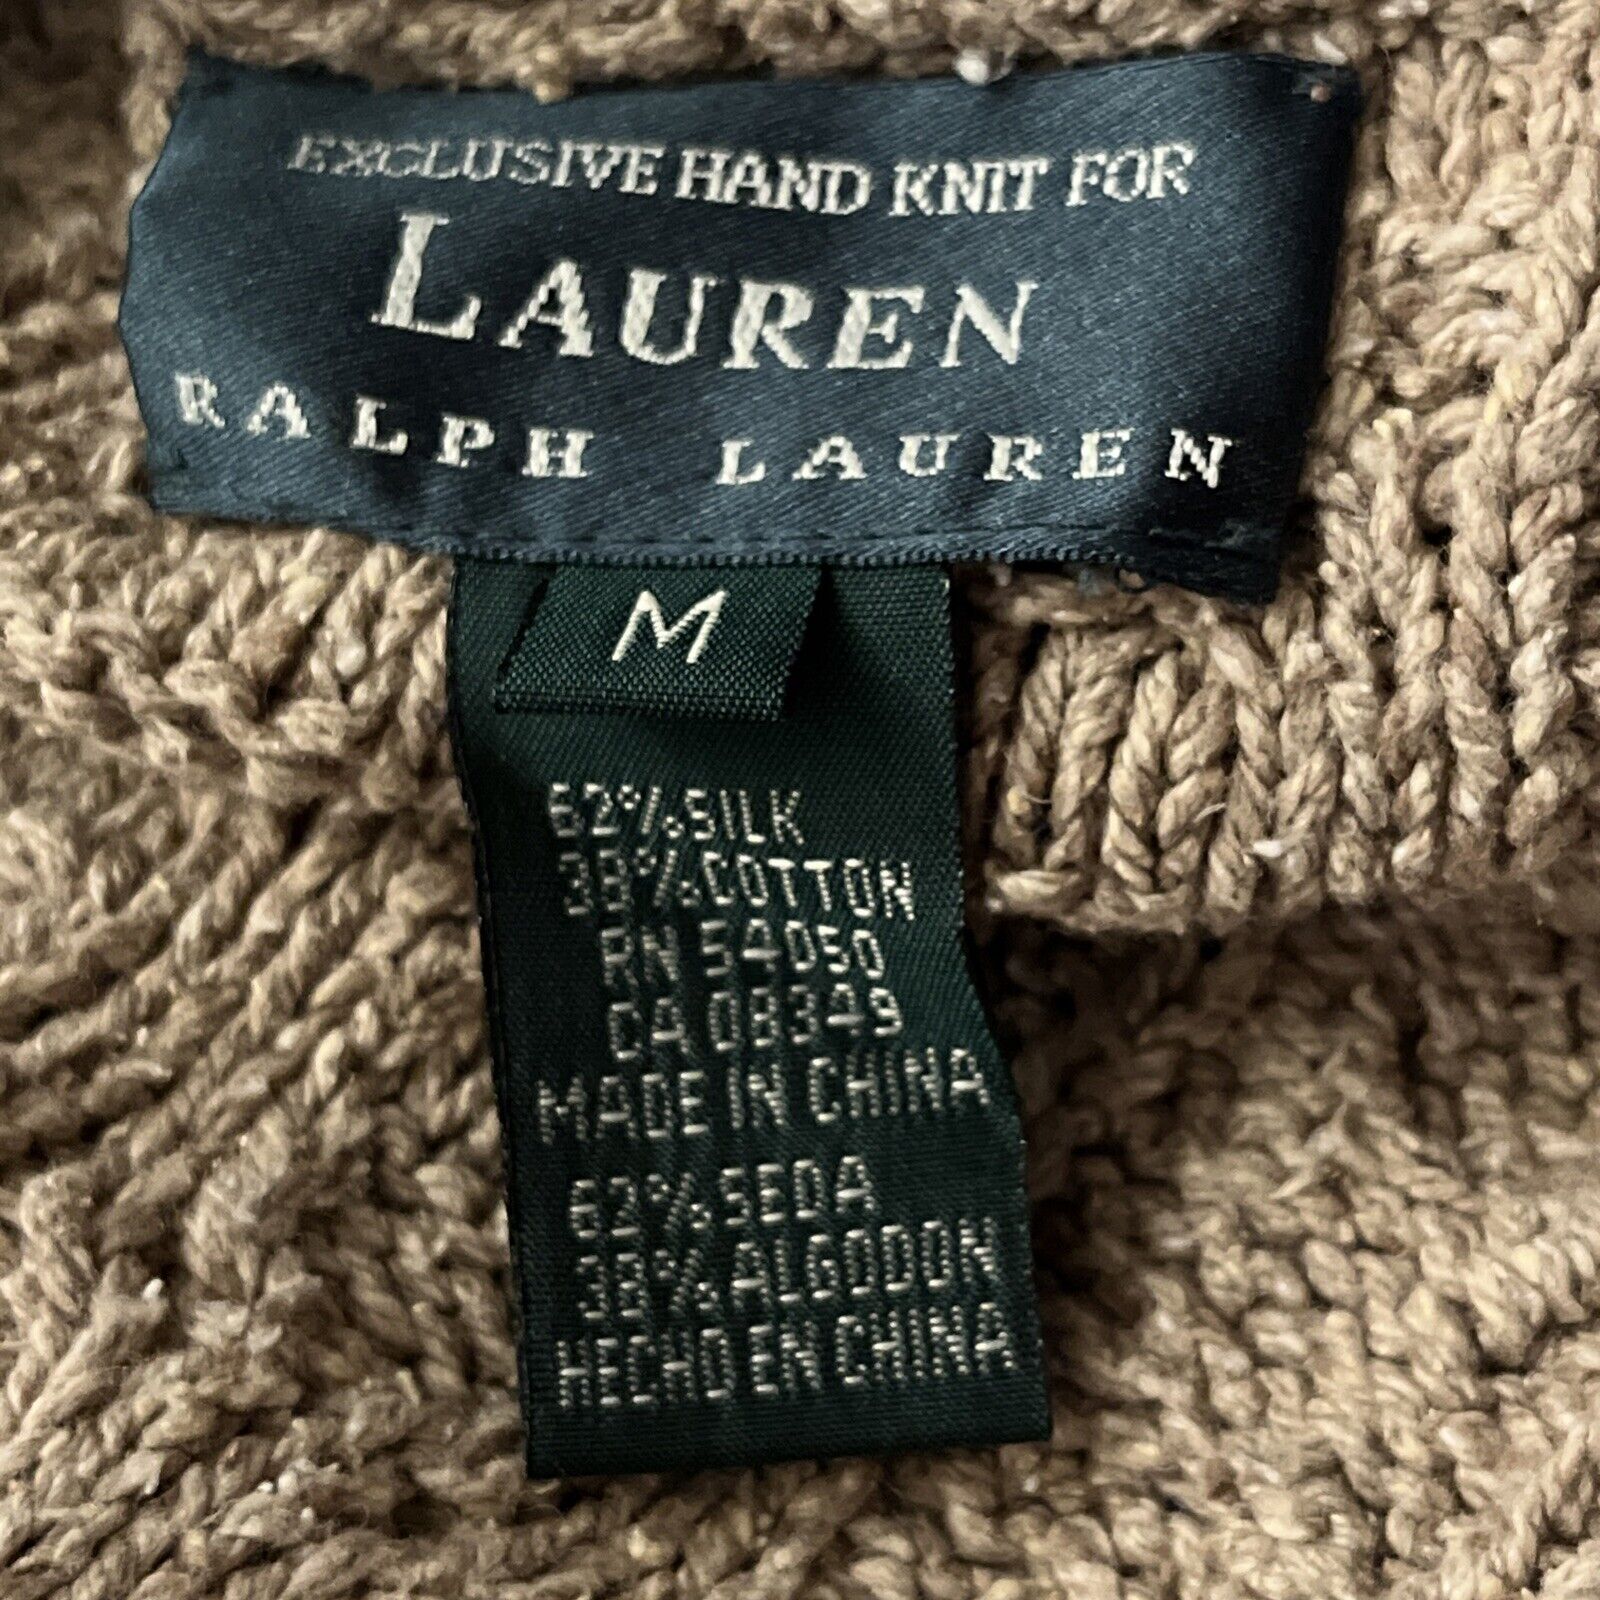 EXCLUSIVE HAND KNIT FOR
LAUREN
RALPH LAUREN
M
62%SILK
38%COTTON
RN 54050
CA 08349
MADE IN CHINA
62%SEDA
38%ALGODON
HECHO EN CHINA